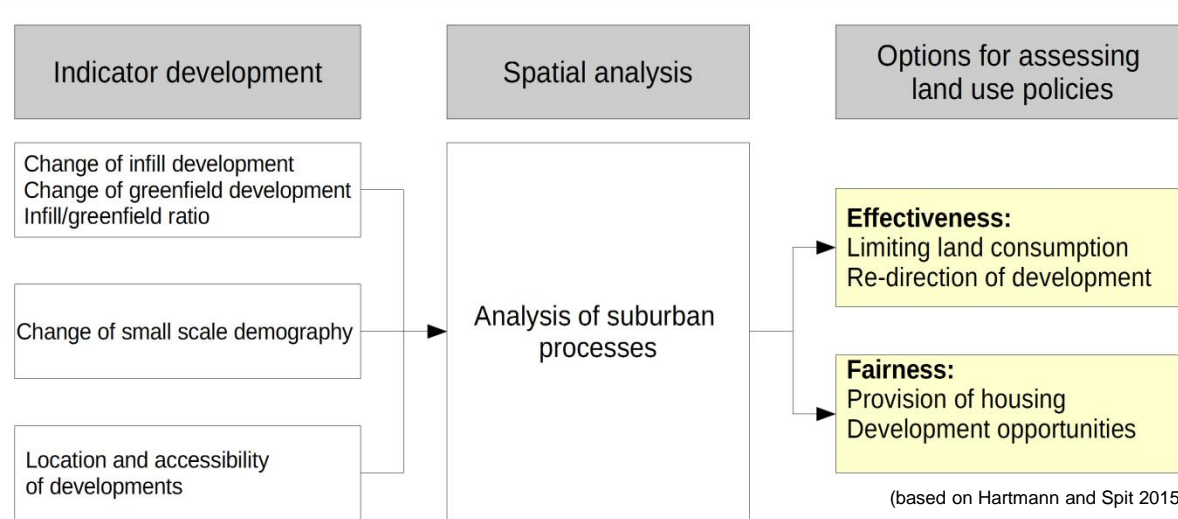 Indicator development
Spatial analysis
Options for assessing
land use policies
Change of infill development
Change of greenfield development
Infill/greenfield ratio
Change of small scale demography
Location and accessibility
of developments
Analysis of suburban
processes
Effectiveness:
Limiting land consumption
Re-direction of development
Fairness:
Provision of housing
Development opportunities
(based on Hartmann and Spit 2015